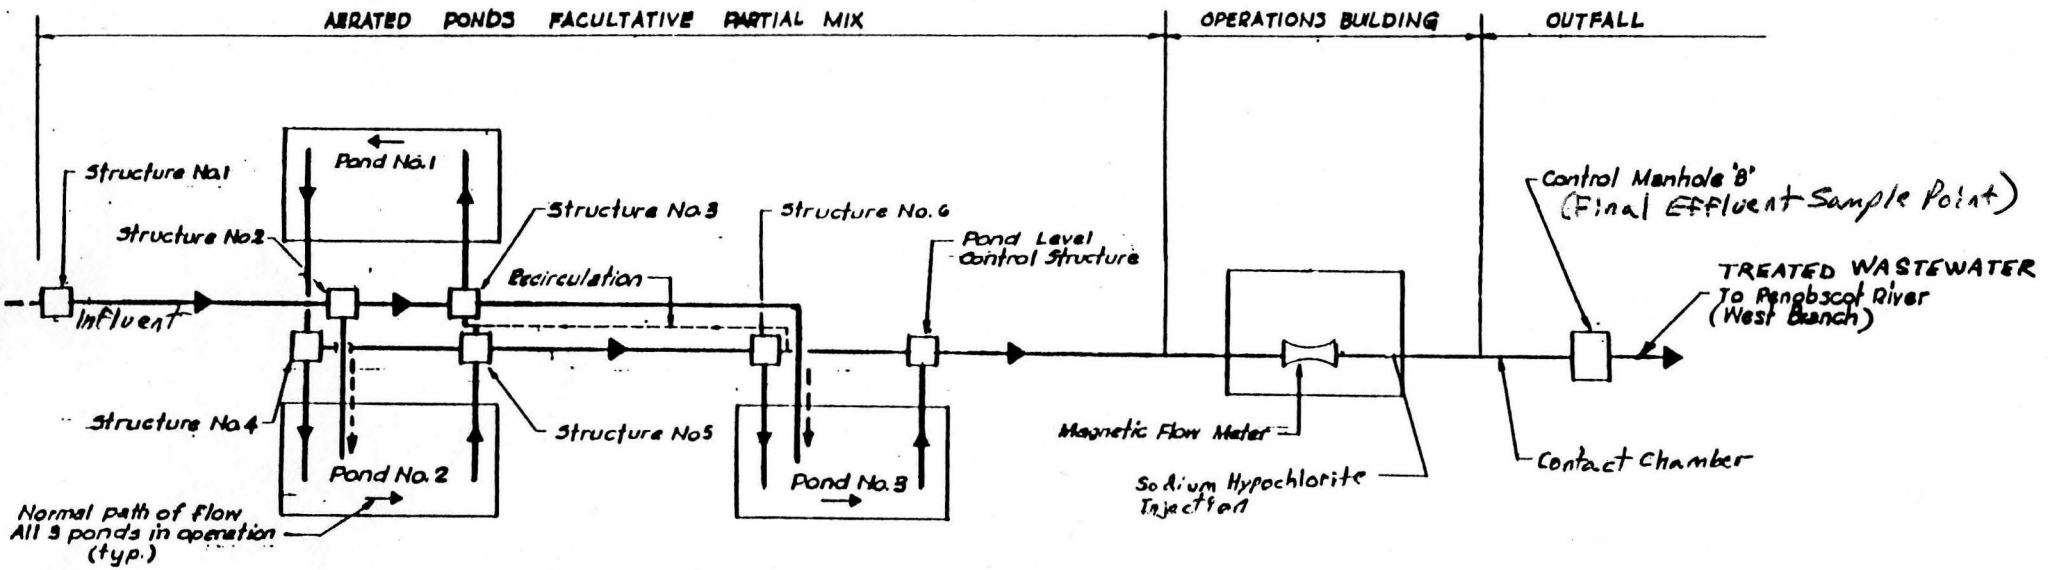 AERATED PONDS FACULTATIVE PARTIAL MIX
OPERATIONS BUILDING
OUTFALL
Structure No.1
Pond No.1
Structure No.2
Structure No.3
Structure No. 6
Pond Level
Control Structure
Recirculation
Influent
Control Manhole 'B'
(Final Effluent Sample Point)
TREATED WASTEWATER
To Penobscot River
(West Branch)
Structure No.4
Structure No5
Pond No. 2
Pond No. 3
Magnetic Flow Meter
Sodium Hypochlorite
Injection
Contact Chamber
Normal path of flow
All 3 ponds in operation
(typ.)